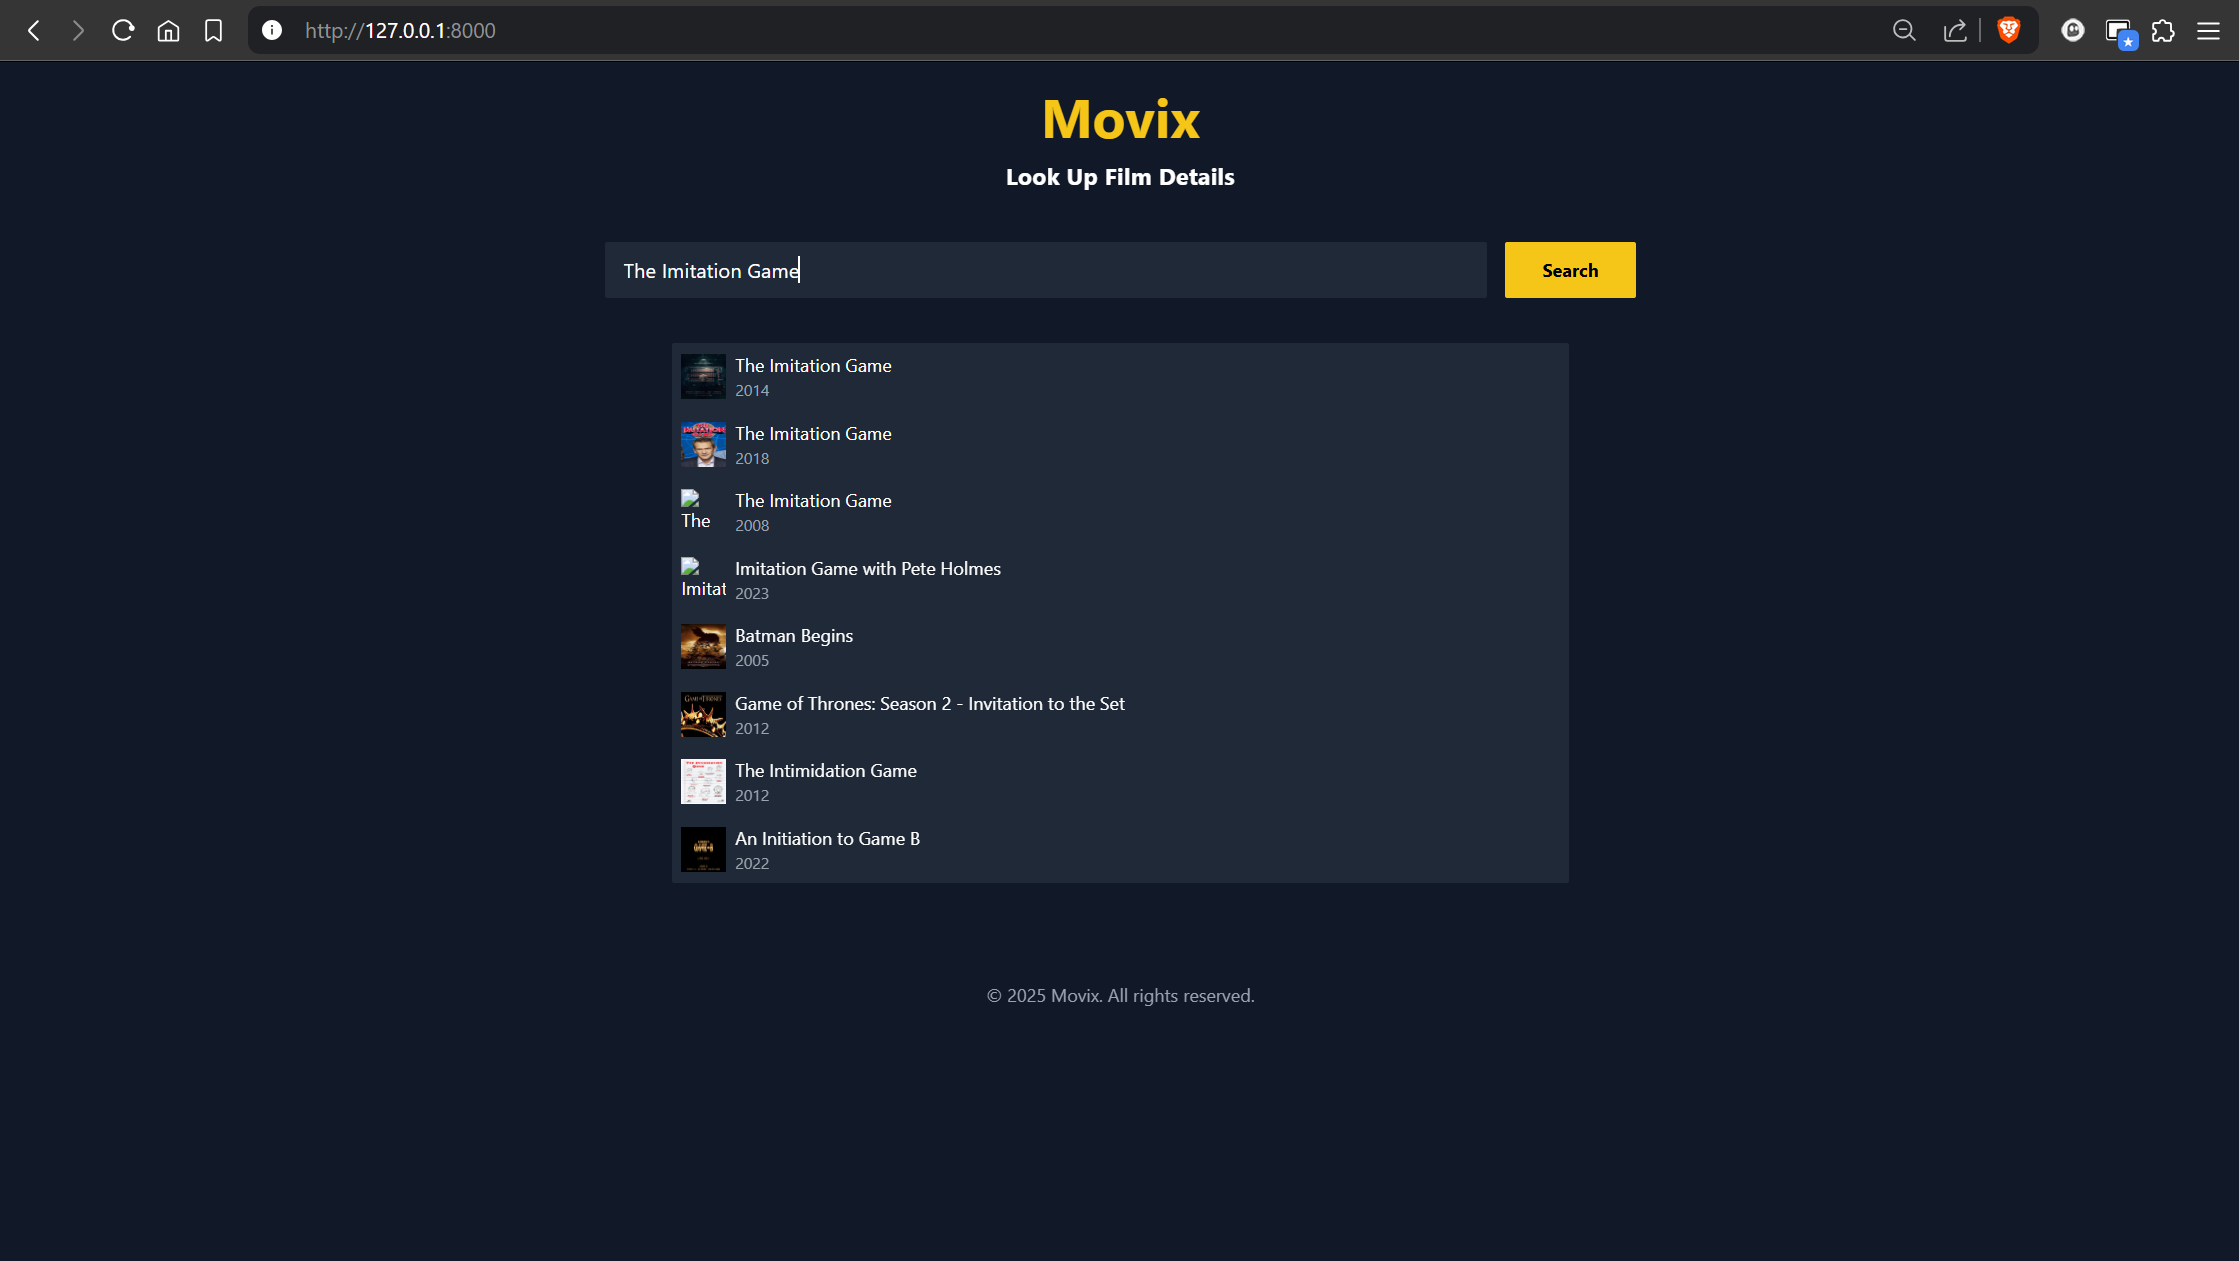 http://127.0.0.1:8000
Movix
Look Up Film Details
The Imitation Game
Search
The Imitation Game
2014
The Imitation Game
2018
The
The Imitation Game
2008
Imitat
Imitation Game with Pete Holmes
2023
Batman Begins
2005
Game of Thrones: Season 2 - Invitation to the Set
2012
The Intimidation Game
2012
An Initiation to Game B
2022
© 2025 Movix. All rights reserved.